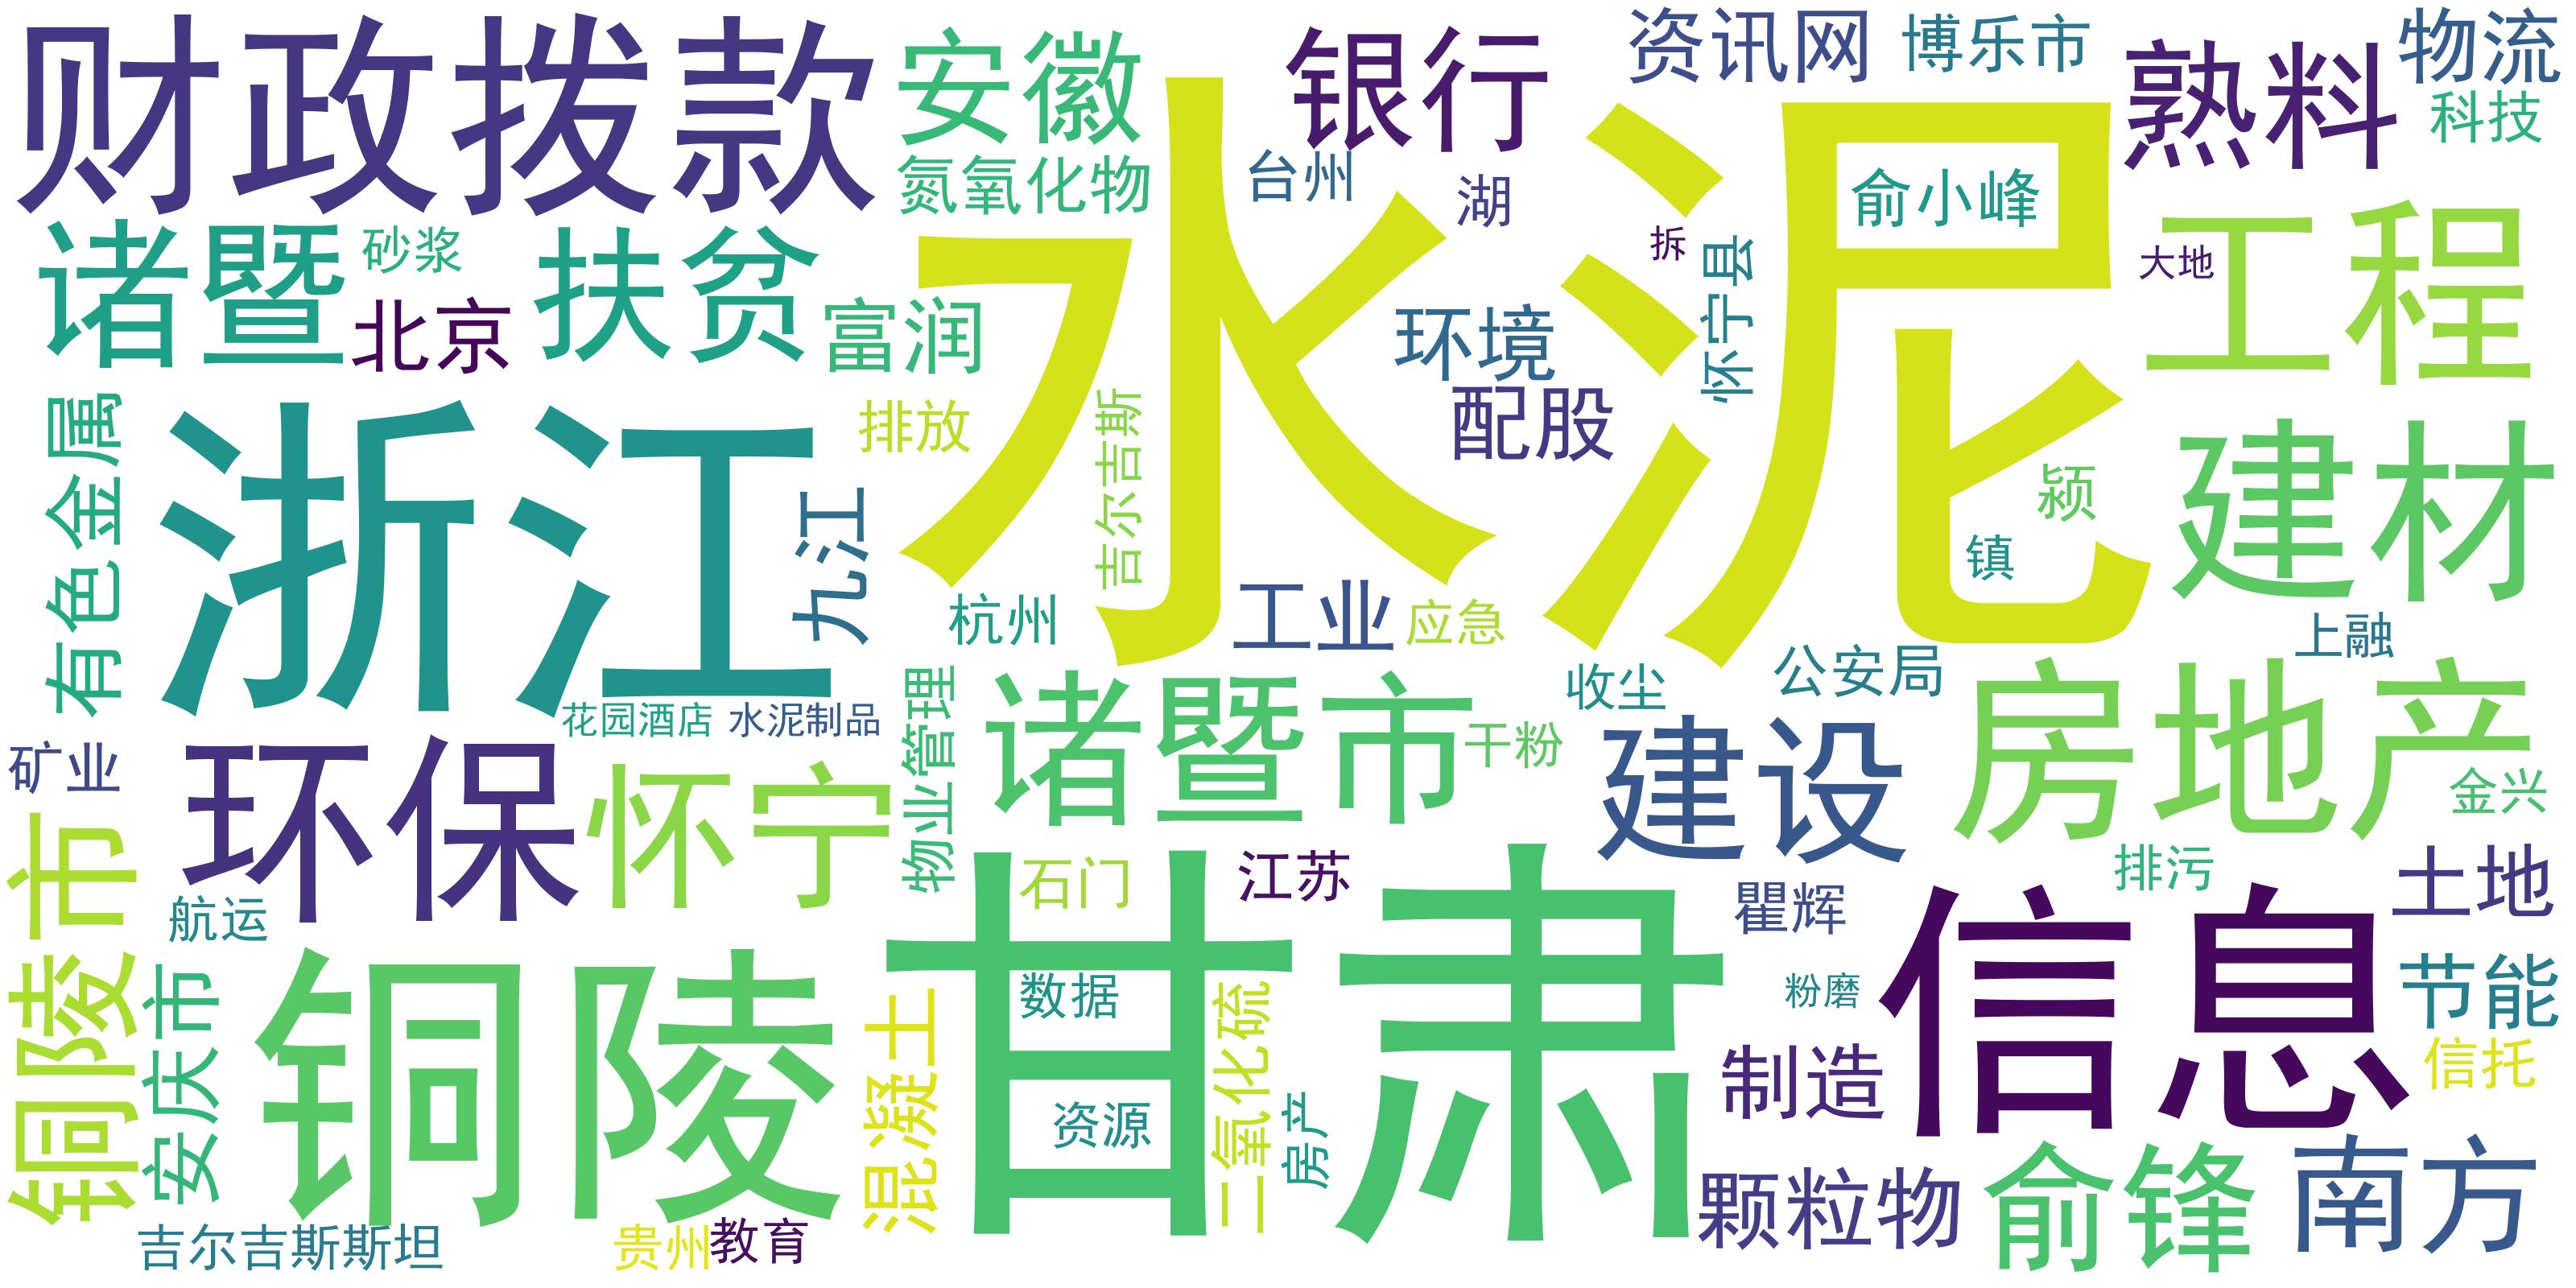 财政拨款
安徽
银行
资讯网
博乐市
熟料
物流
科技
氮氧化物
台州
湖
俞小峰
水泥
诸暨
砂浆
扶贫
北京
富润
环境
拆
怀宁县
大地
工程
浙江
有色金属
排放
吉尔吉斯
配股
建材
颍
九江
镇
杭州
工业
应急
上融
花园酒店
水泥制品
物业管理
诸暨市
收尘
公安局
干粉
房地产
矿业
环保
怀宁
建设
金兴
铜陵市
石门
江苏
瞿辉
排污
土地
航运
甘肃
信息
安庆市
铜陵
混凝土
数据
二氧化硫
粉磨
节能
资源
房产
制造
信托
颗粒物
俞锋
南方
吉尔吉斯斯坦
贵州
教育